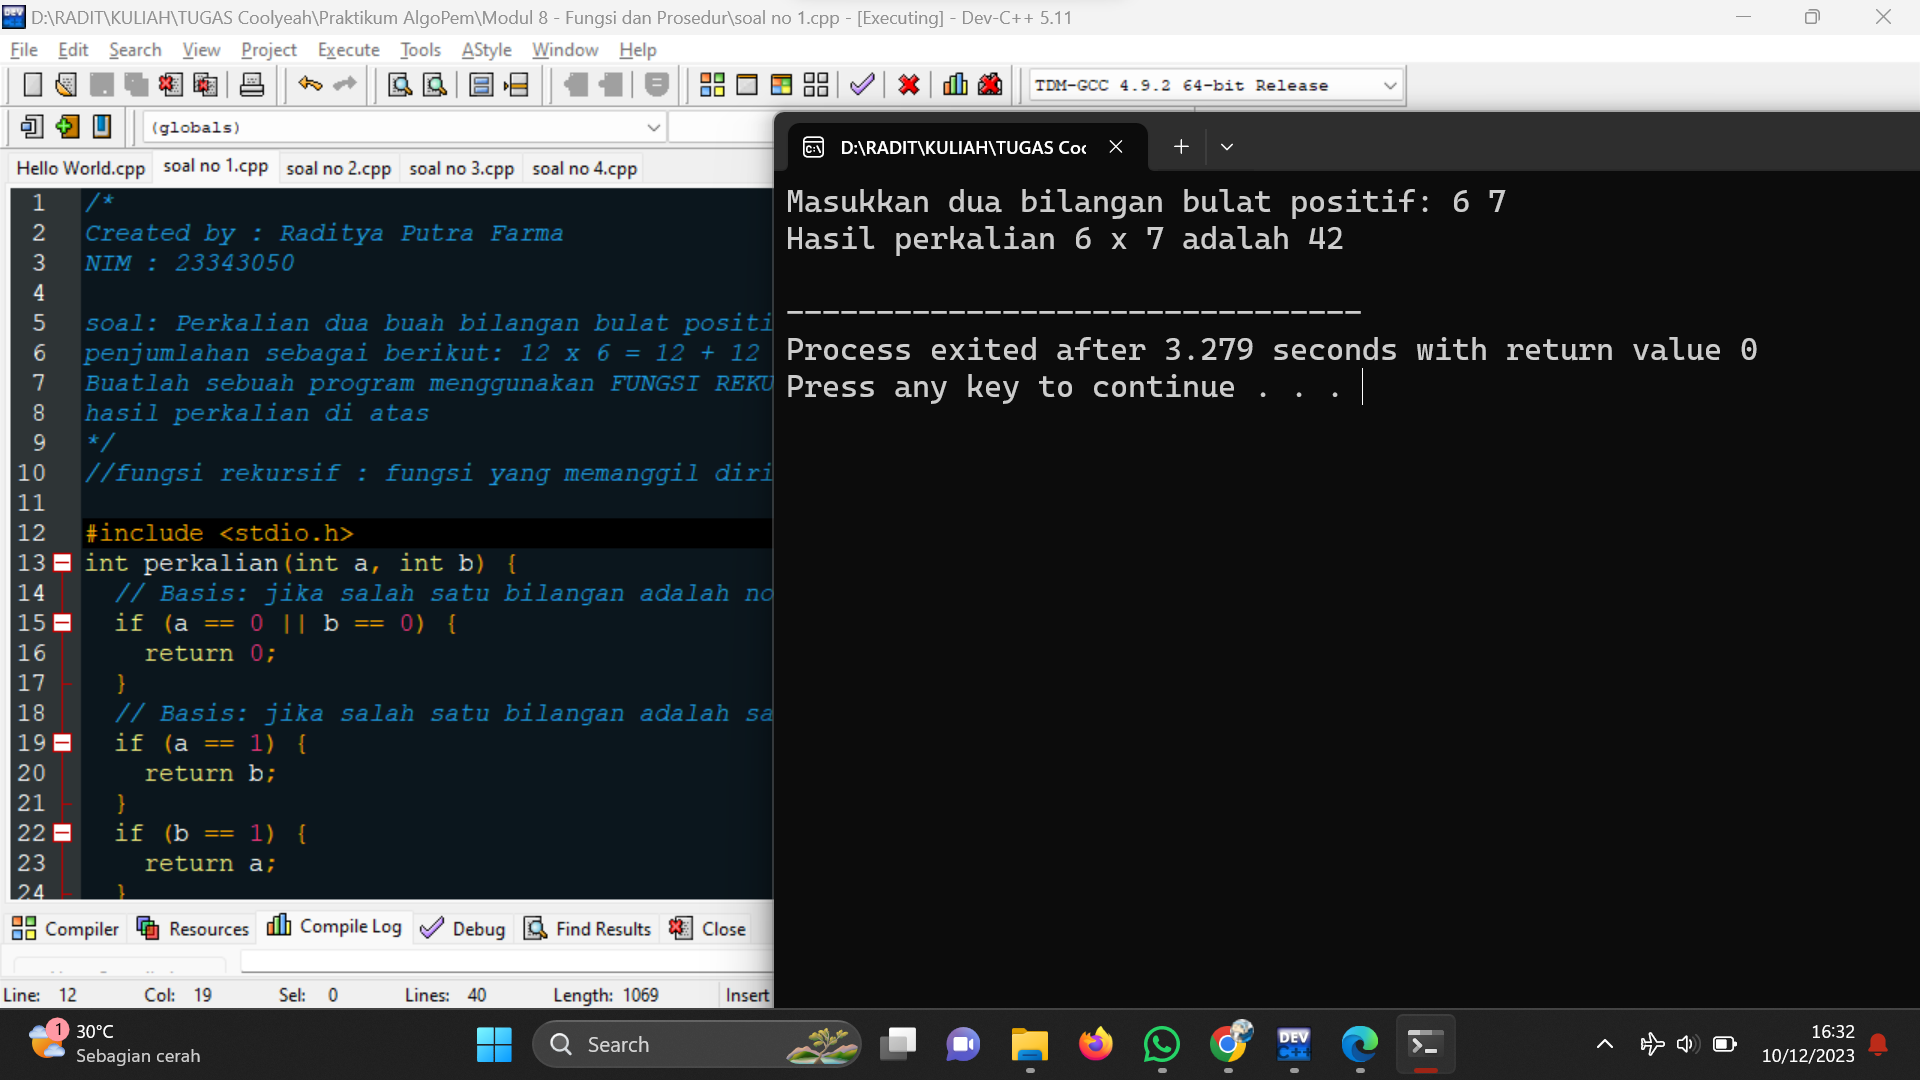 D:\RADIT\KULIAH\TUGAS Coolyeah\Praktikum AlgoPem\Modul 8 - Fungsi dan Prosedur\soal no 1.cpp - [Executing] - Dev-C++ 5.11
File Edit Search View Project Execute Tools AStyle Window Help
TDM-GCC 4.9.2 64-bit Release
(globals)
Hello World.cpp soal no 1.cpp soal no 2.cpp soal no 3.cpp soal no 4.cpp
1 /*
2 Created by : Raditya Putra Farma
3 NIM : 23343050
4
5 soal: Perkalian dua buah bilangan bulat positi
6 penjumlahan sebagai berikut: 12 x 6 = 12 + 12
7 Buatlah sebuah program menggunakan FUNGSI REKU
8 hasil perkalian di atas
9 */
10 //fungsi rekursif : fungsi yang memanggil diri
11
12 #include <stdio.h>
13 int perkalian(int a, int b) {
14 // Basis: jika salah satu bilangan adalah no
15 if (a == 0 || b == 0) {
16 return 0;
17 }
18 // Basis: jika salah satu bilangan adalah sa
19 if (a == 1) {
20 return b;
21 }
22 if (b == 1) {
23 return a;
24 }
Compiler Resources Compile Log Debug Find Results Close
Line: 12 Col: 19 Sel: 0 Lines: 40 Length: 1069 Insert
D:\RADIT\KULIAH\TUGAS Coo
Masukkan dua bilangan bulat positif: 6 7
Hasil perkalian 6 x 7 adalah 42
--------------------------------
Process exited after 3.279 seconds with return value 0
Press any key to continue . . .
1
30°C
Sebagian cerah
Search
DEV
C++
16:32
10/12/2023